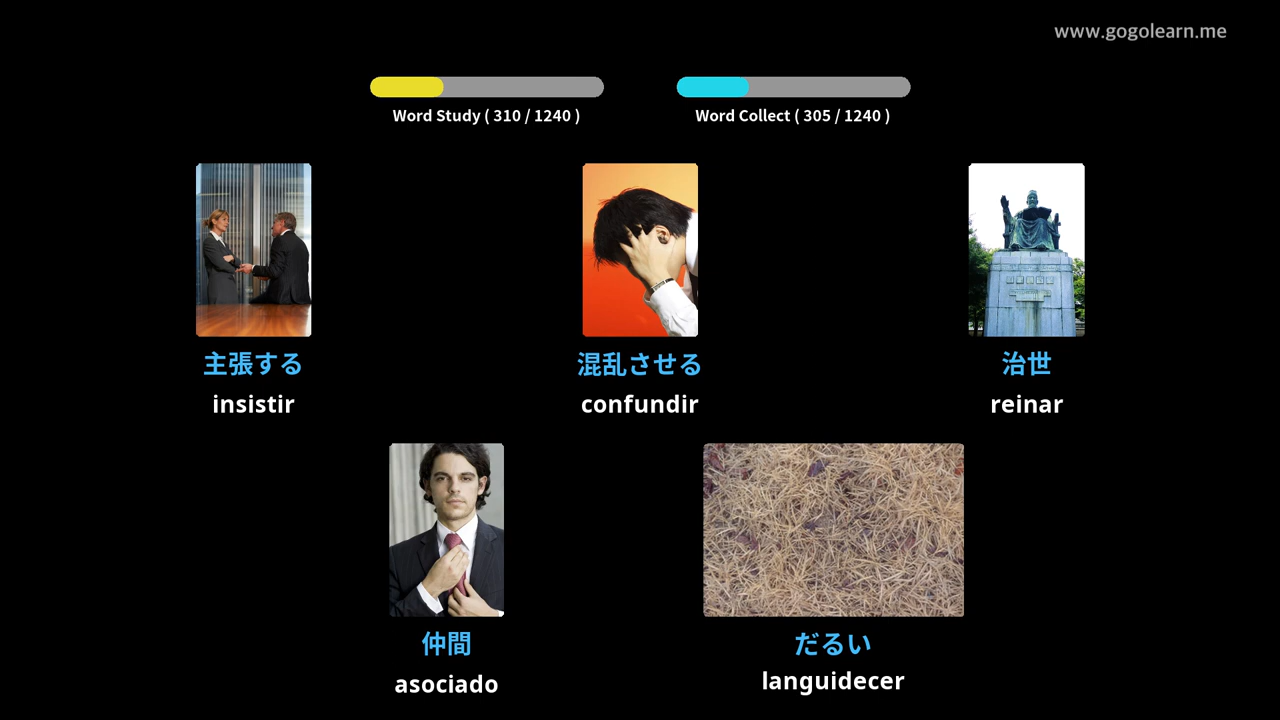 www.gogolearn.me
Word Study ( 310 / 1240 )
Word Collect ( 305 / 1240 )
主張する
insistir
混乱させる
confundir
治世
reinar
仲間
asociado
だるい
languidecer